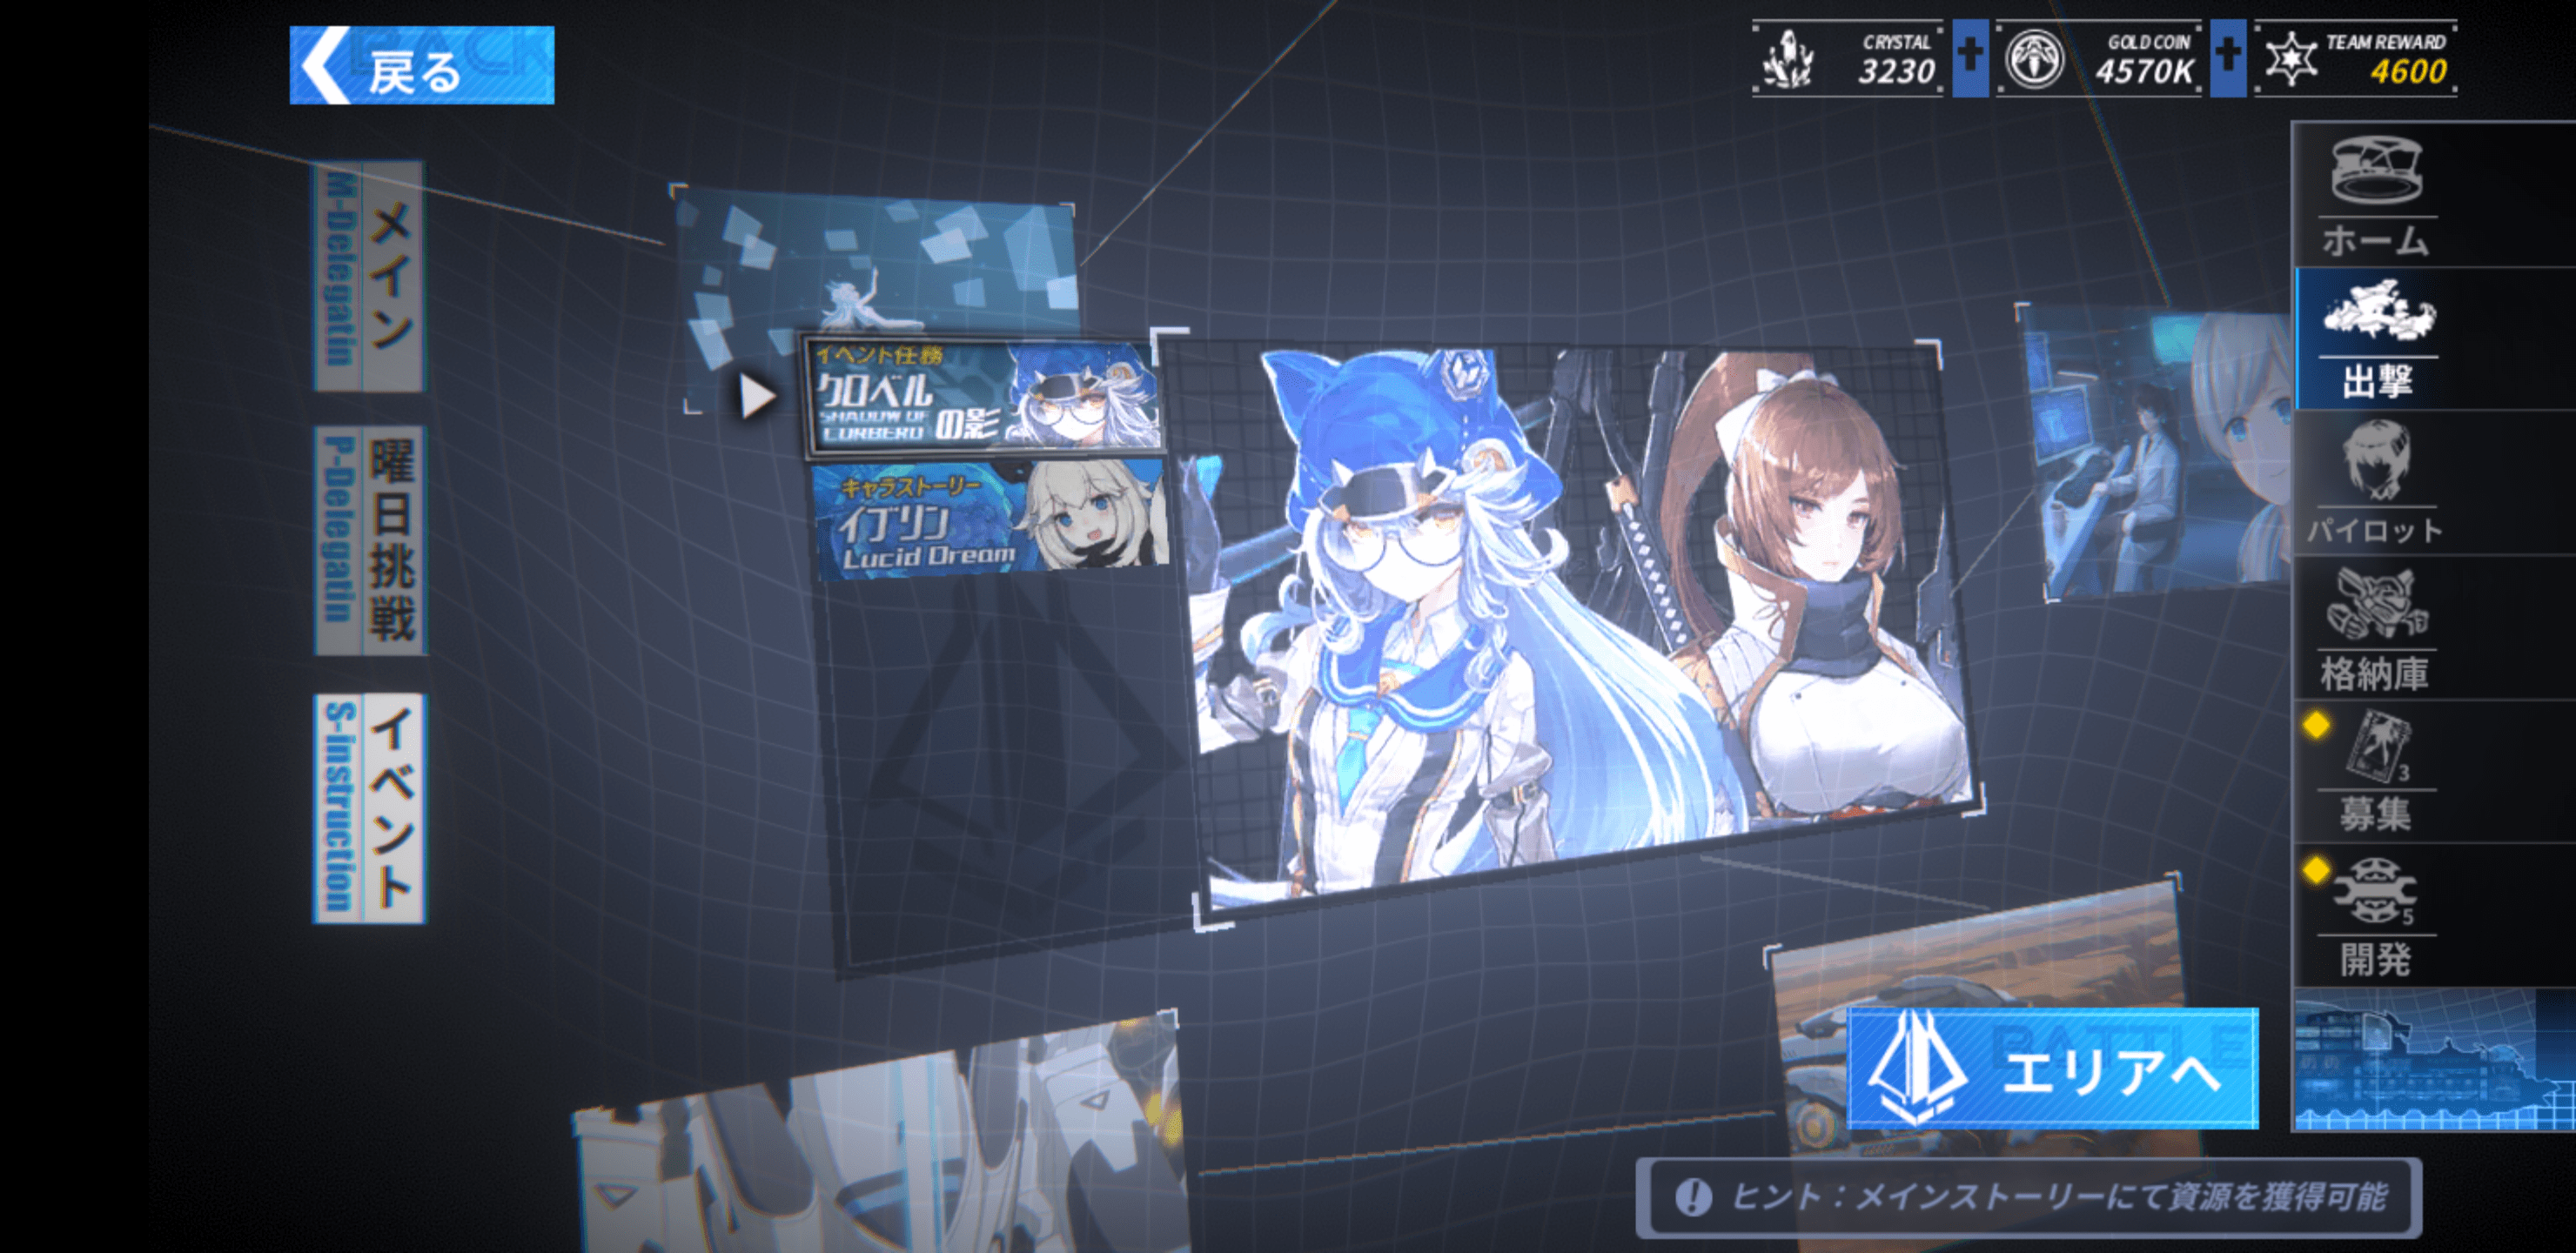 戻る
BACK
CRYSTAL
3230
GOLD COIN
4570K
TEAM REWARD
4600
メイン
M-Delegatin
曜日挑戦
P-Delegatin
イベント
S-instruction
イベント任務
クロベル
SHADOW OF
CORBERO
の影
キャラストーリー
イブリン
Lucid Dream
ホーム
出撃
パイロット
格納庫
3
募集
5
開発
BATTLE
エリアへ
ヒント：メインストーリーにて資源を獲得可能